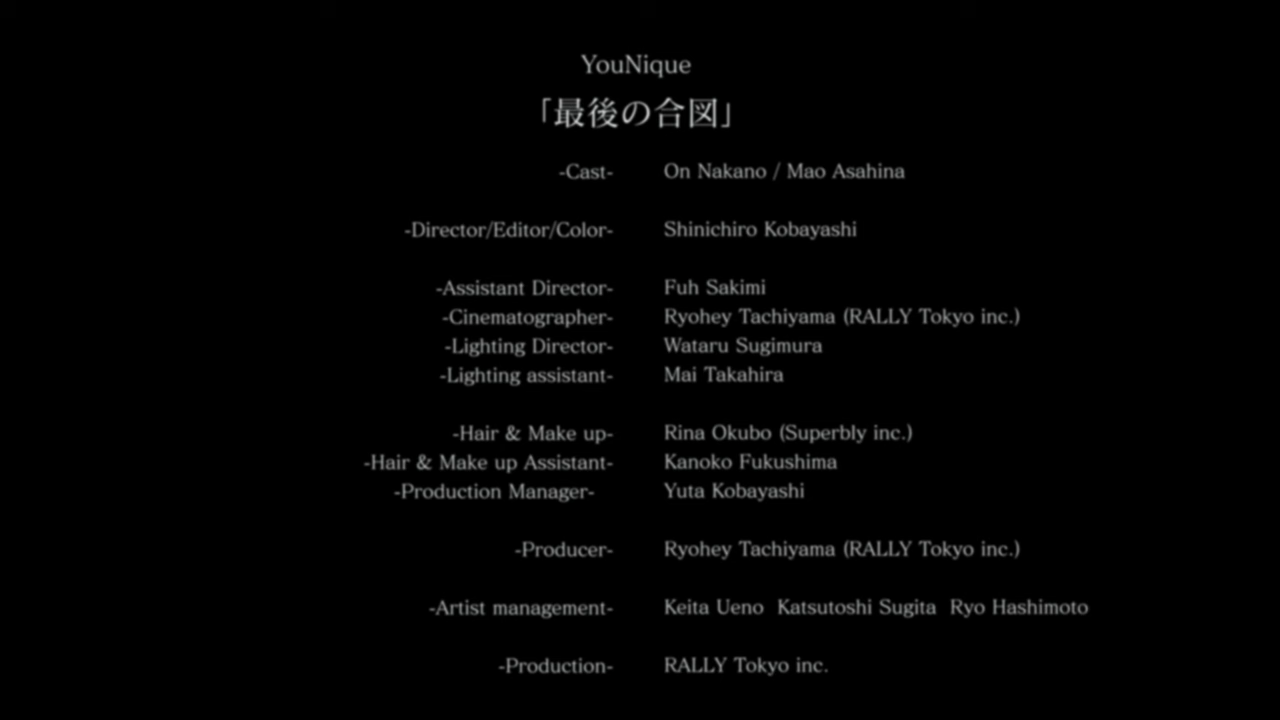 YouNique
「最後の合図」
-Cast- On Nakano / Mao Asahina
-Director/Editor/Color- Shinichiro Kobayashi
-Assistant Director- Fuh Sakimi
-Cinematographer- Ryohey Tachiyama (RALLY Tokyo inc.)
-Lighting Director- Wataru Sugimura
-Lighting assistant- Mai Takahira
-Hair & Make up- Rina Okubo (Superbly inc.)
-Hair & Make up Assistant- Kanoko Fukushima
-Production Manager- Yuta Kobayashi
-Producer- Ryohey Tachiyama (RALLY Tokyo inc.)
-Artist management- Keita Ueno Katsutoshi Sugita Ryo Hashimoto
-Production- RALLY Tokyo inc.